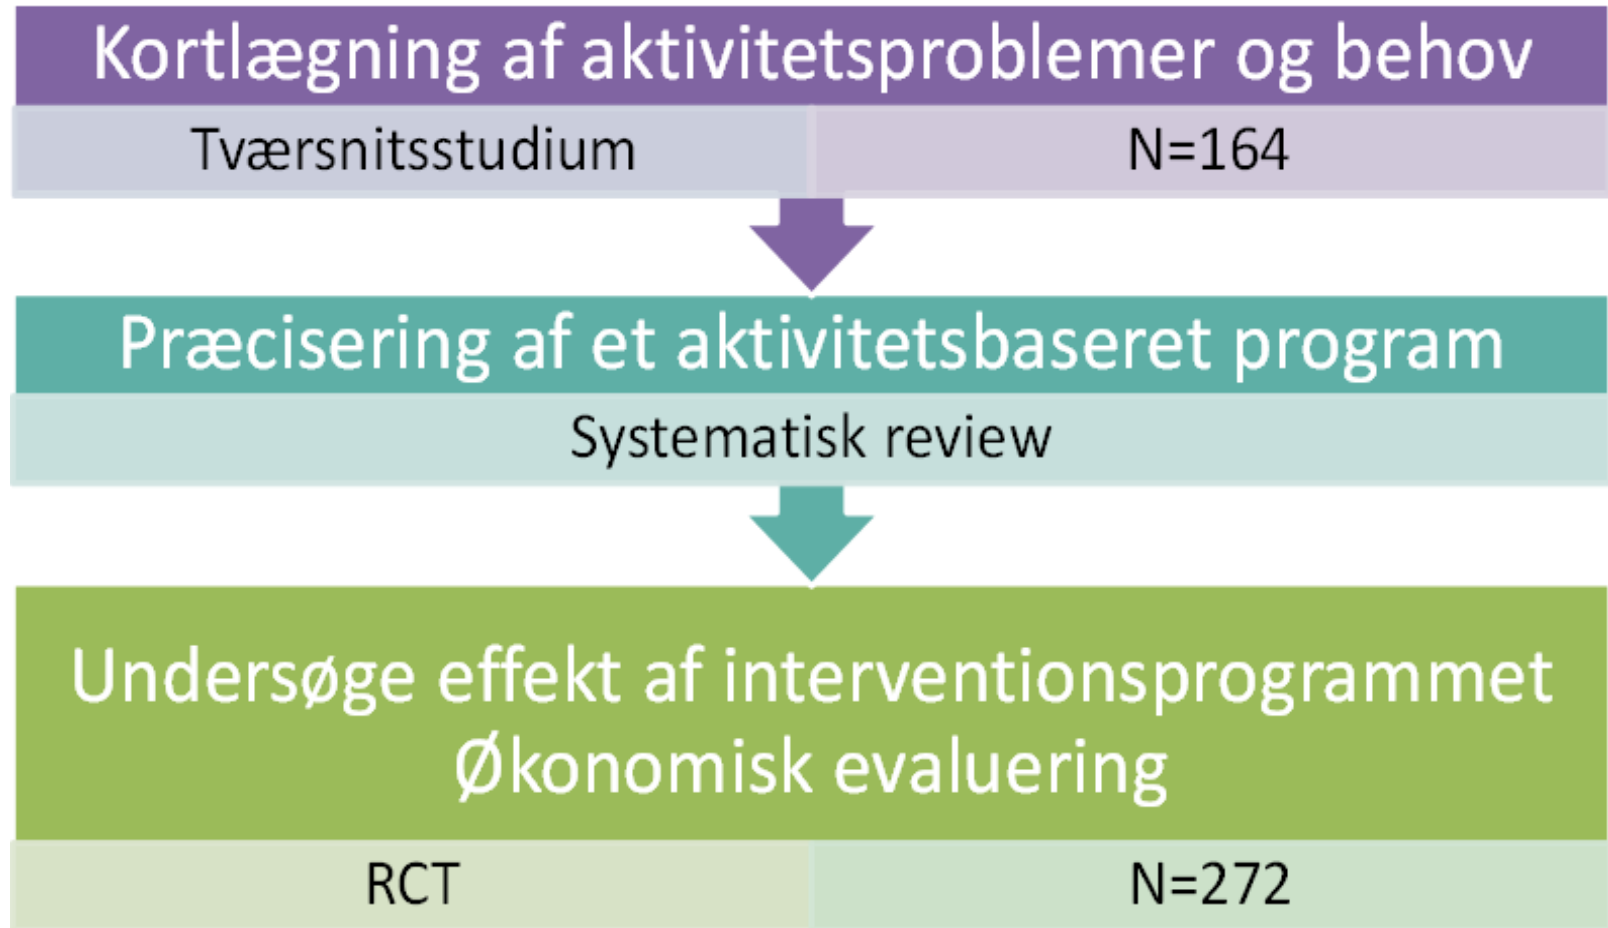 Kortlægning af aktivitetsproblemer og behov
Tværsnitsstudium
N=164
Præcisering af et aktivitetsbaseret program
Systematisk review
Undersøge effekt af interventionsprogrammet
Økonomisk evaluering
RCT
N=272